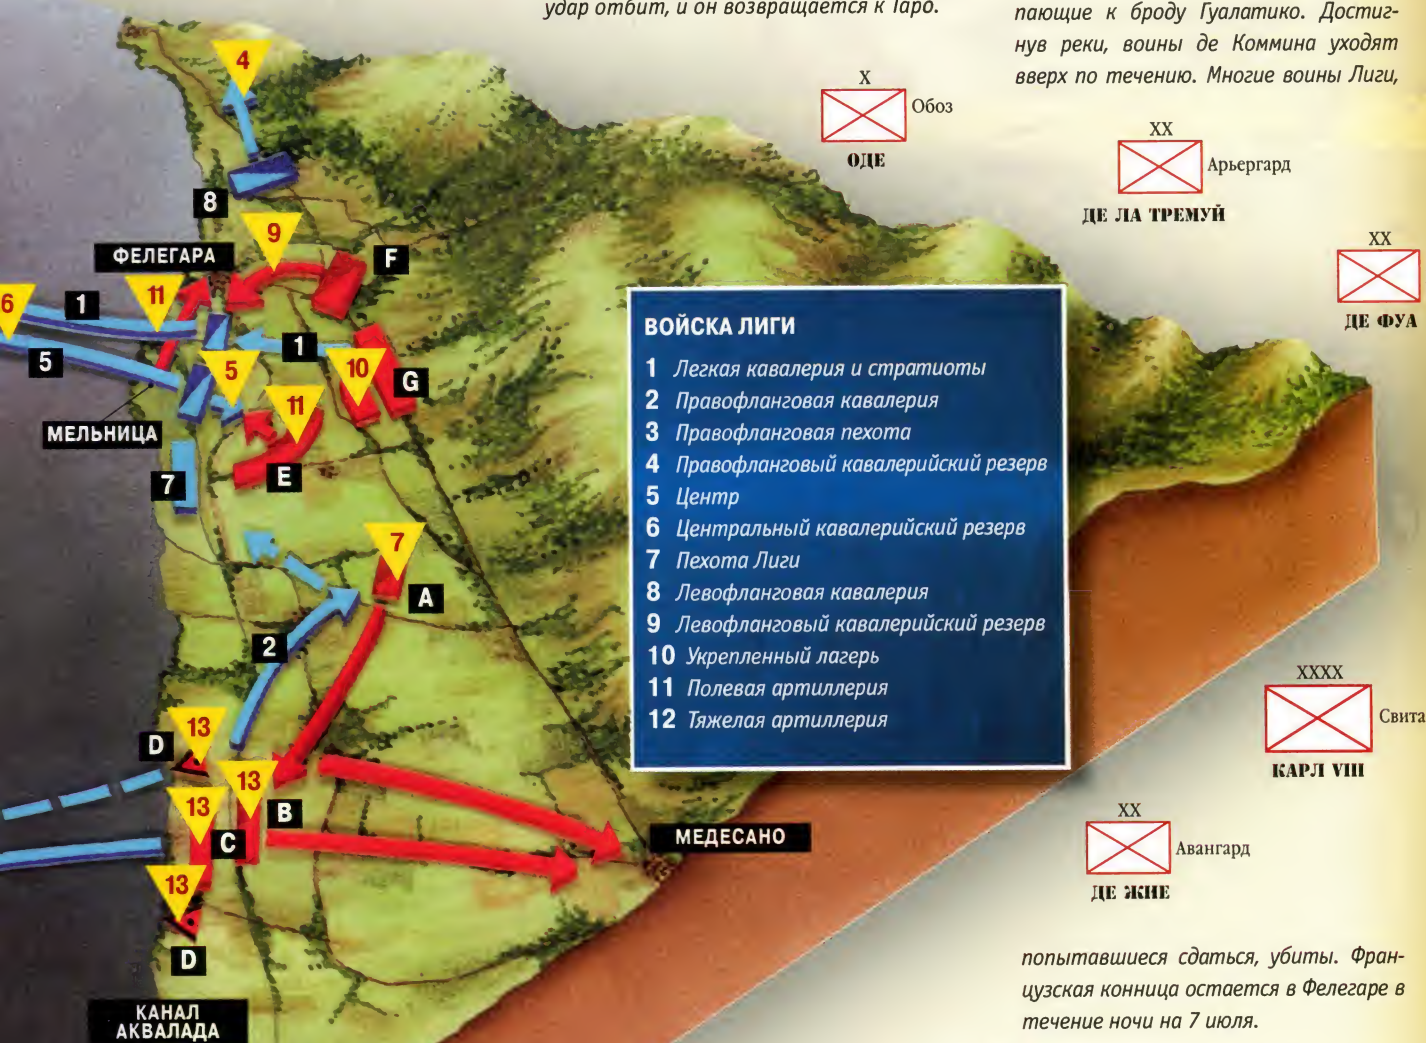 удар отбит, и он возвращается к Таро.
пающие к броду Гуалатико. Достиг-
нув реки, воины де Коммина уходят
вверх по течению. Многие воины Лиги,
X
Обоз
ОДЕ
XX
Арьергард
ДЕ ЛА ТРЕМУЙ
XX
ДЕ ФУА
4
8
9
F
ФЕЛЕГАРА
6
1
11
5
1
10
G
5
11
МЕЛЬНИЦА
E
7
7
A
2
13
D
13
B
13
C
13
D
МЕДЕСАНО
КАНАЛ
АКВАЛАДА
ВОЙСКА ЛИГИ
1 Легкая кавалерия и стратиоты
2 Правофланговая кавалерия
3 Правофланговая пехота
4 Правофланговый кавалерийский резерв
5 Центр
6 Центральный кавалерийский резерв
7 Пехота Лиги
8 Левофланговая кавалерия
9 Левофланговый кавалерийский резерв
10 Укрепленный лагерь
11 Полевая артиллерия
12 Тяжелая артиллерия
XXXX
Свита
КАРЛ VIII
XX
Авангард
ДЕ ЖИЕ
попытавшиеся сдаться, убиты. Фран-
цузская конница остается в Фелегаре в
течение ночи на 7 июля.